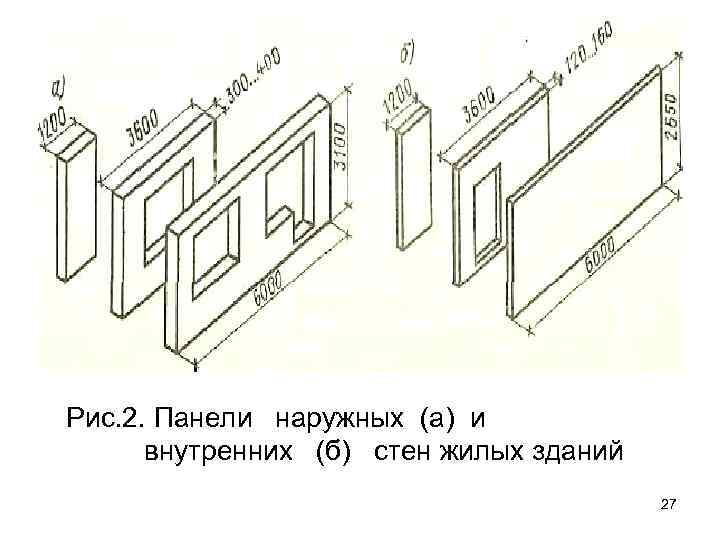 а)
1200
3600
300...400
3100
6000
б)
1200
3600
120...160
2650
6000
Рис.2. Панели наружных (а) и
внутренних (б) стен жилых зданий
27